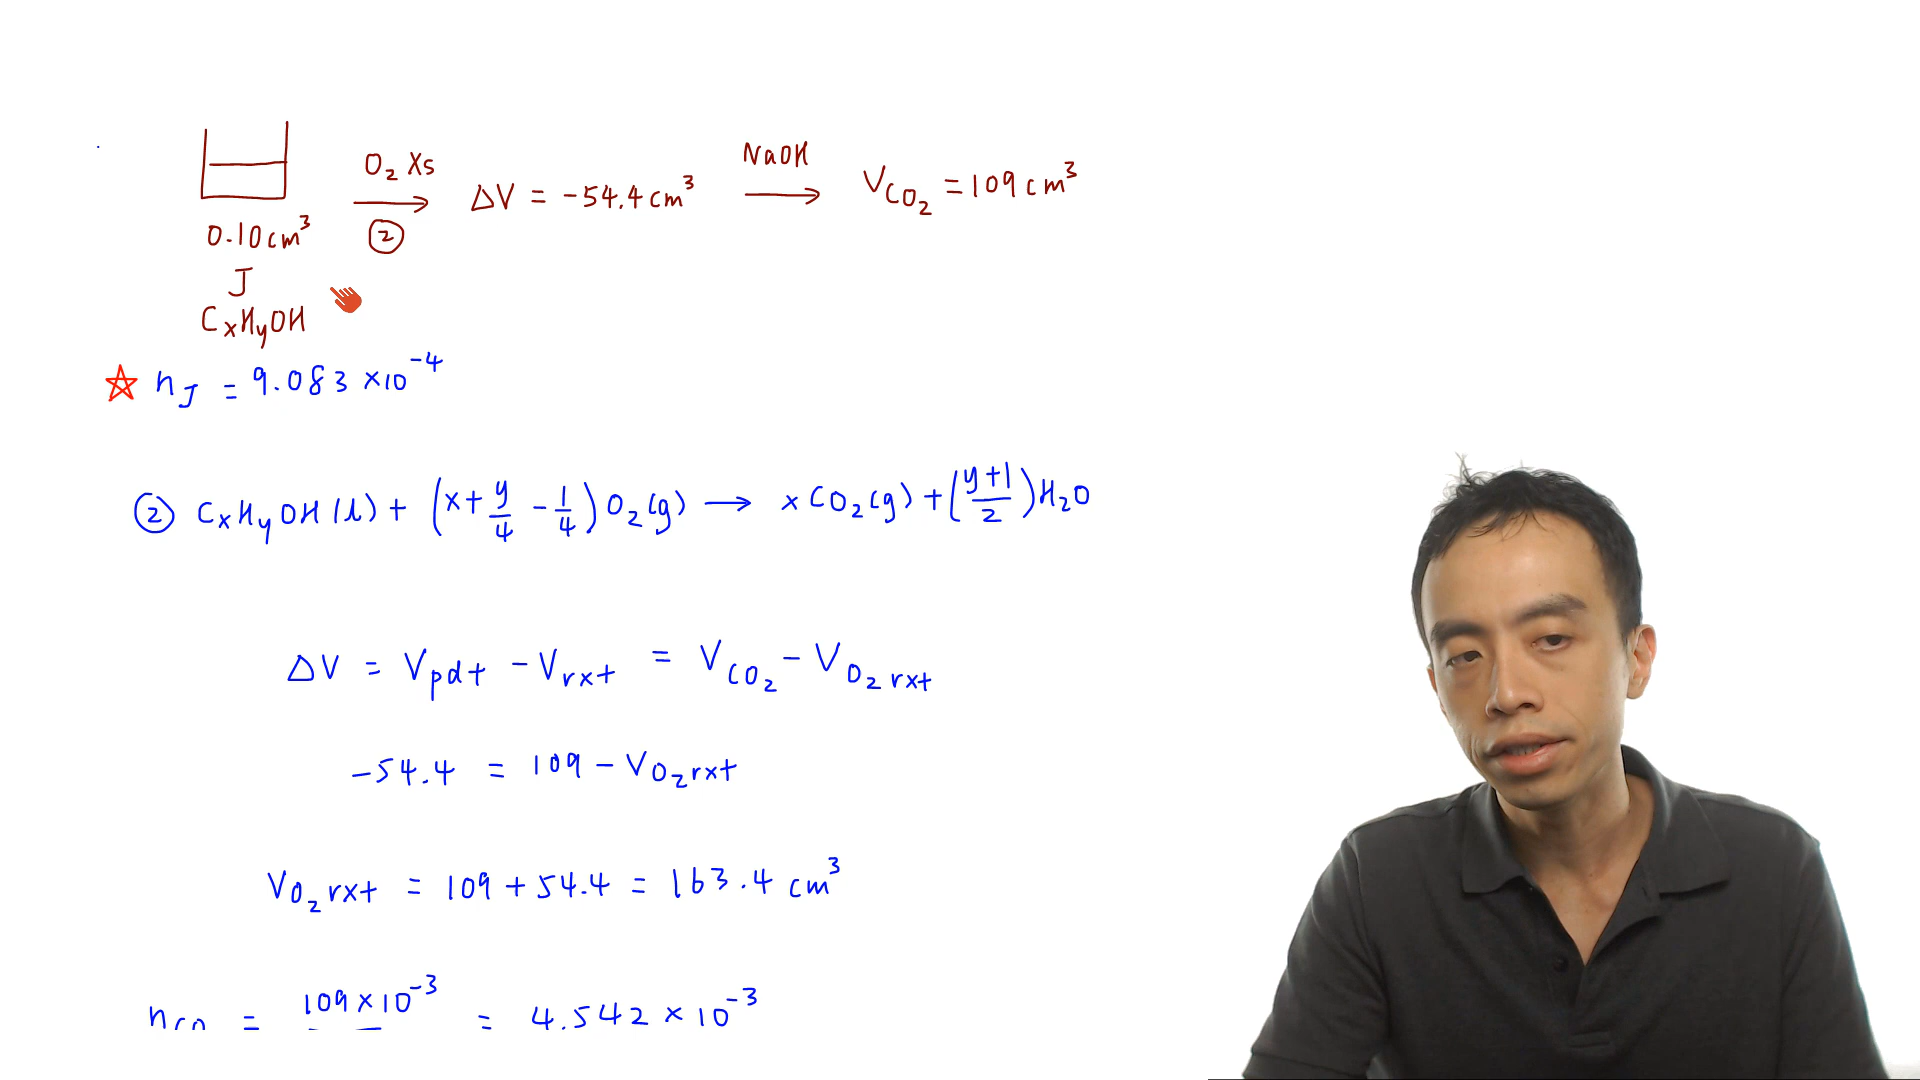 O₂ Xs
②
ΔV = -54.4 cm³
NaOH
V_CO₂ = 109 cm³
0.10 cm³
J
CxHyOH
☆ n_J = 9.083 × 10⁻⁴
② CxHyOH(l) + (x + y/4 - 1/4) O₂(g) ⟶ x CO₂(g) + ((y+1)/2) H₂O
ΔV = V_pdt - V_rxt = V_CO₂ - V_O₂ rxt
-54.4 = 109 - V_O₂ rxt
V_O₂ rxt = 109 + 54.4 = 163.4 cm³
n_CO = 109 × 10⁻³ = 4.542 × 10⁻³